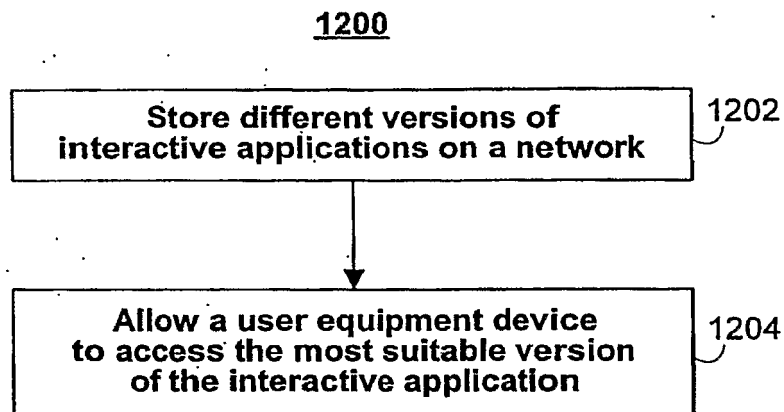 1200
Store different versions of
interactive applications on a network
1202
Allow a user equipment device
to access the most suitable version
of the interactive application
1204